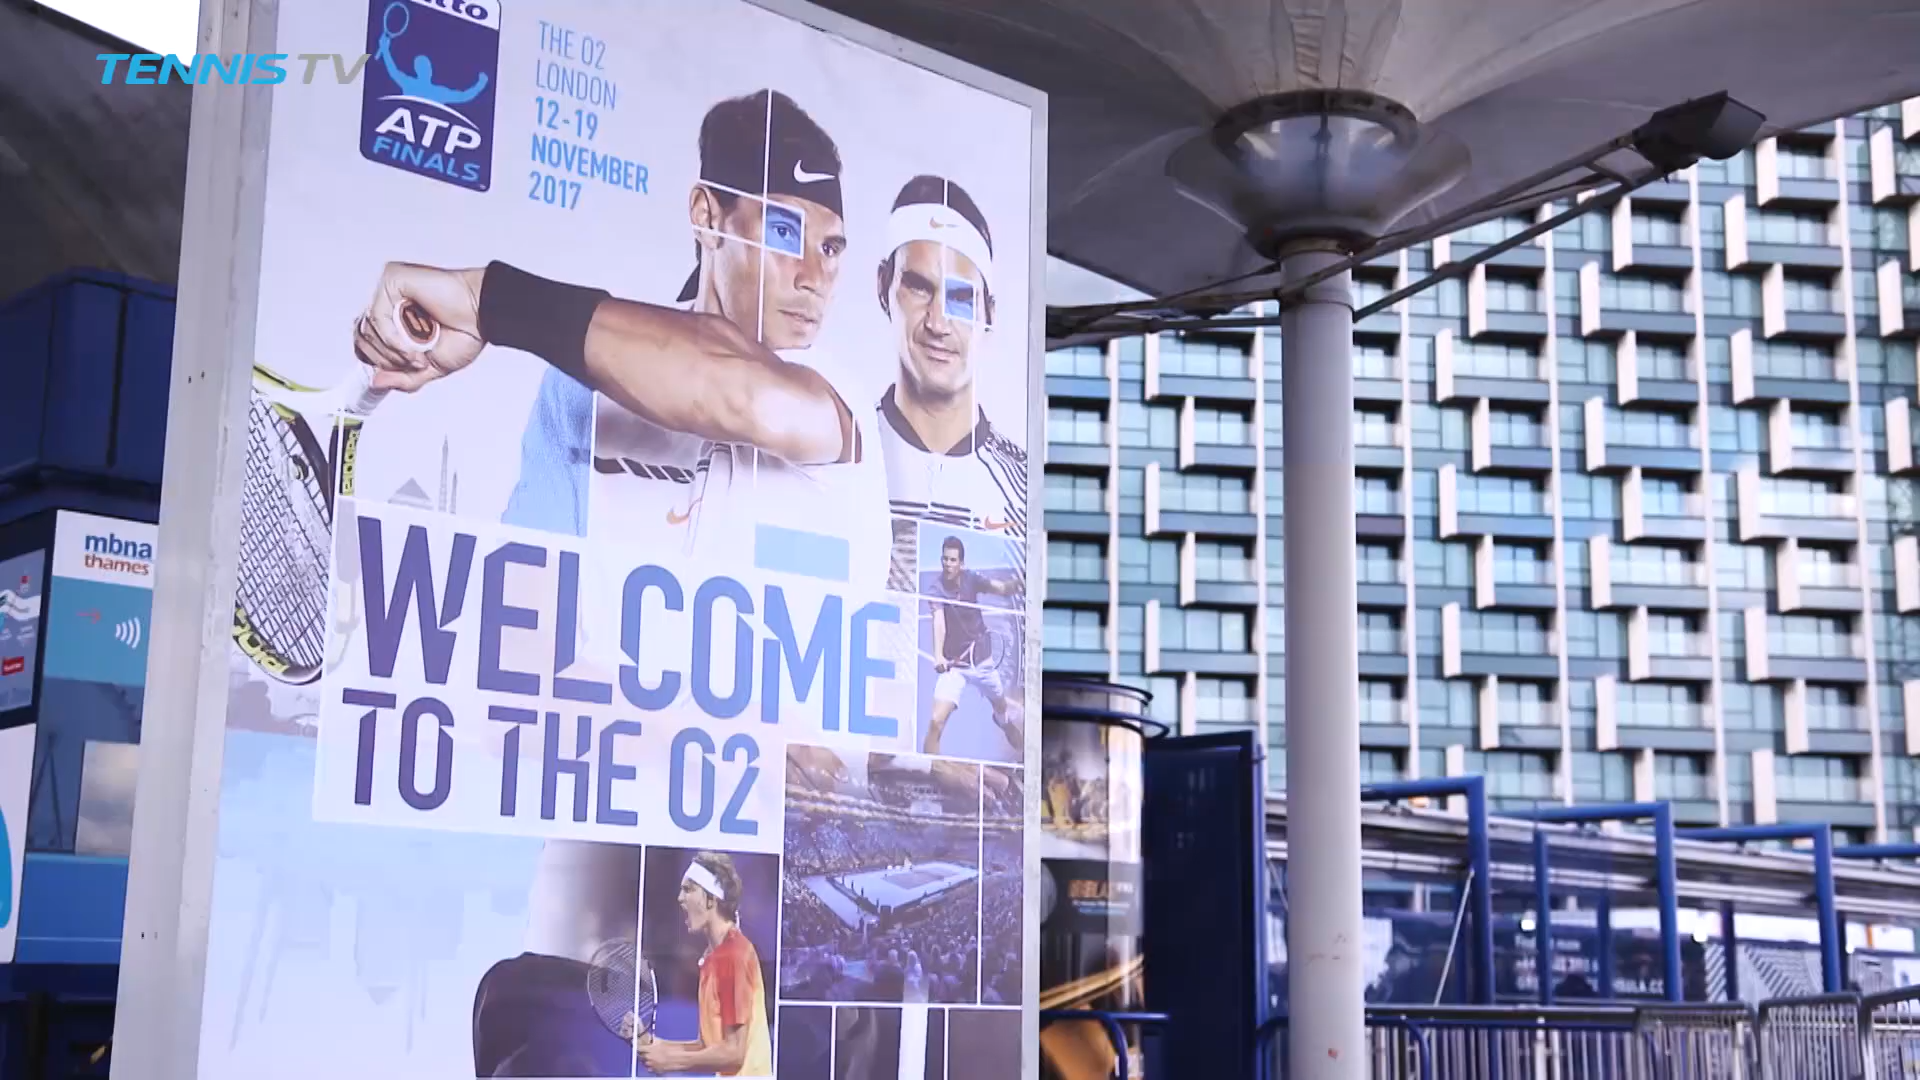 TENNIS TV
ATP
FINALS
THE O2
LONDON
12-19
NOVEMBER
2017
WELCOME
TO THE O2
mbna
thames